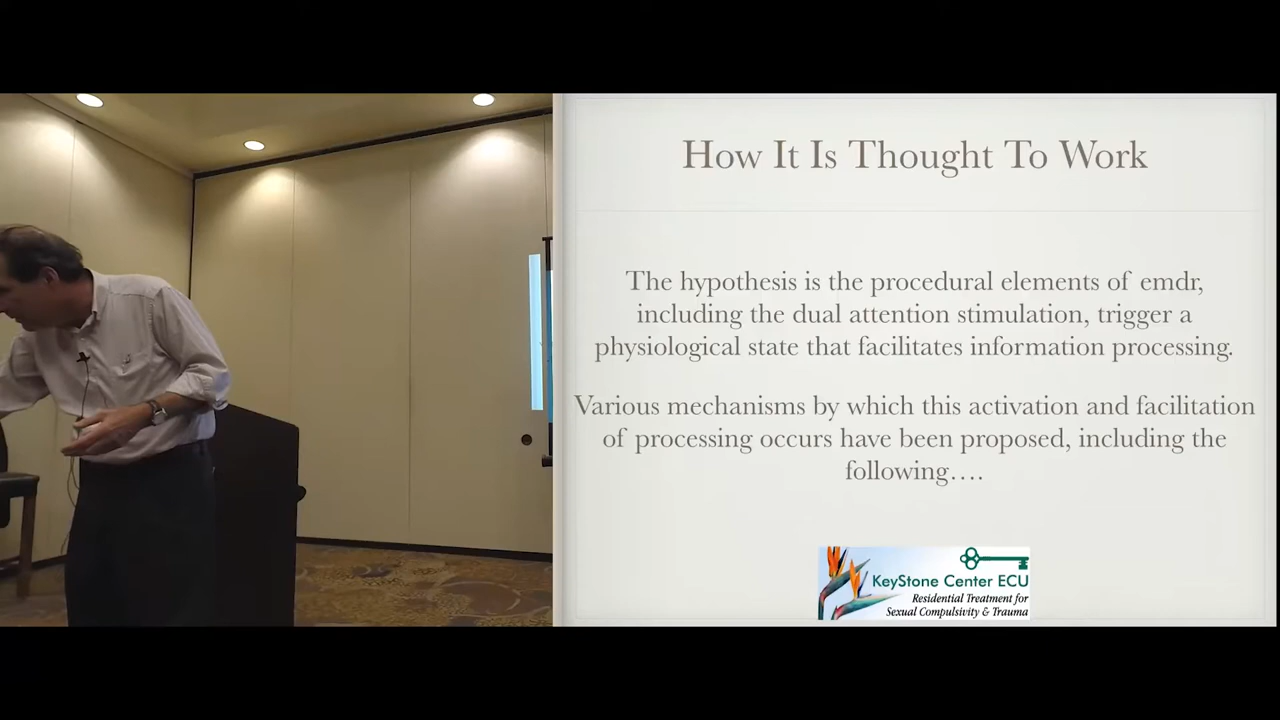 How It Is Thought To Work
The hypothesis is the procedural elements of emdr,
including the dual attention stimulation, trigger a
physiological state that facilitates information processing.
Various mechanisms by which this activation and facilitation
of processing occurs have been proposed, including the
following….
KeyStone Center ECU
Residential Treatment for
Sexual Compulsivity & Trauma